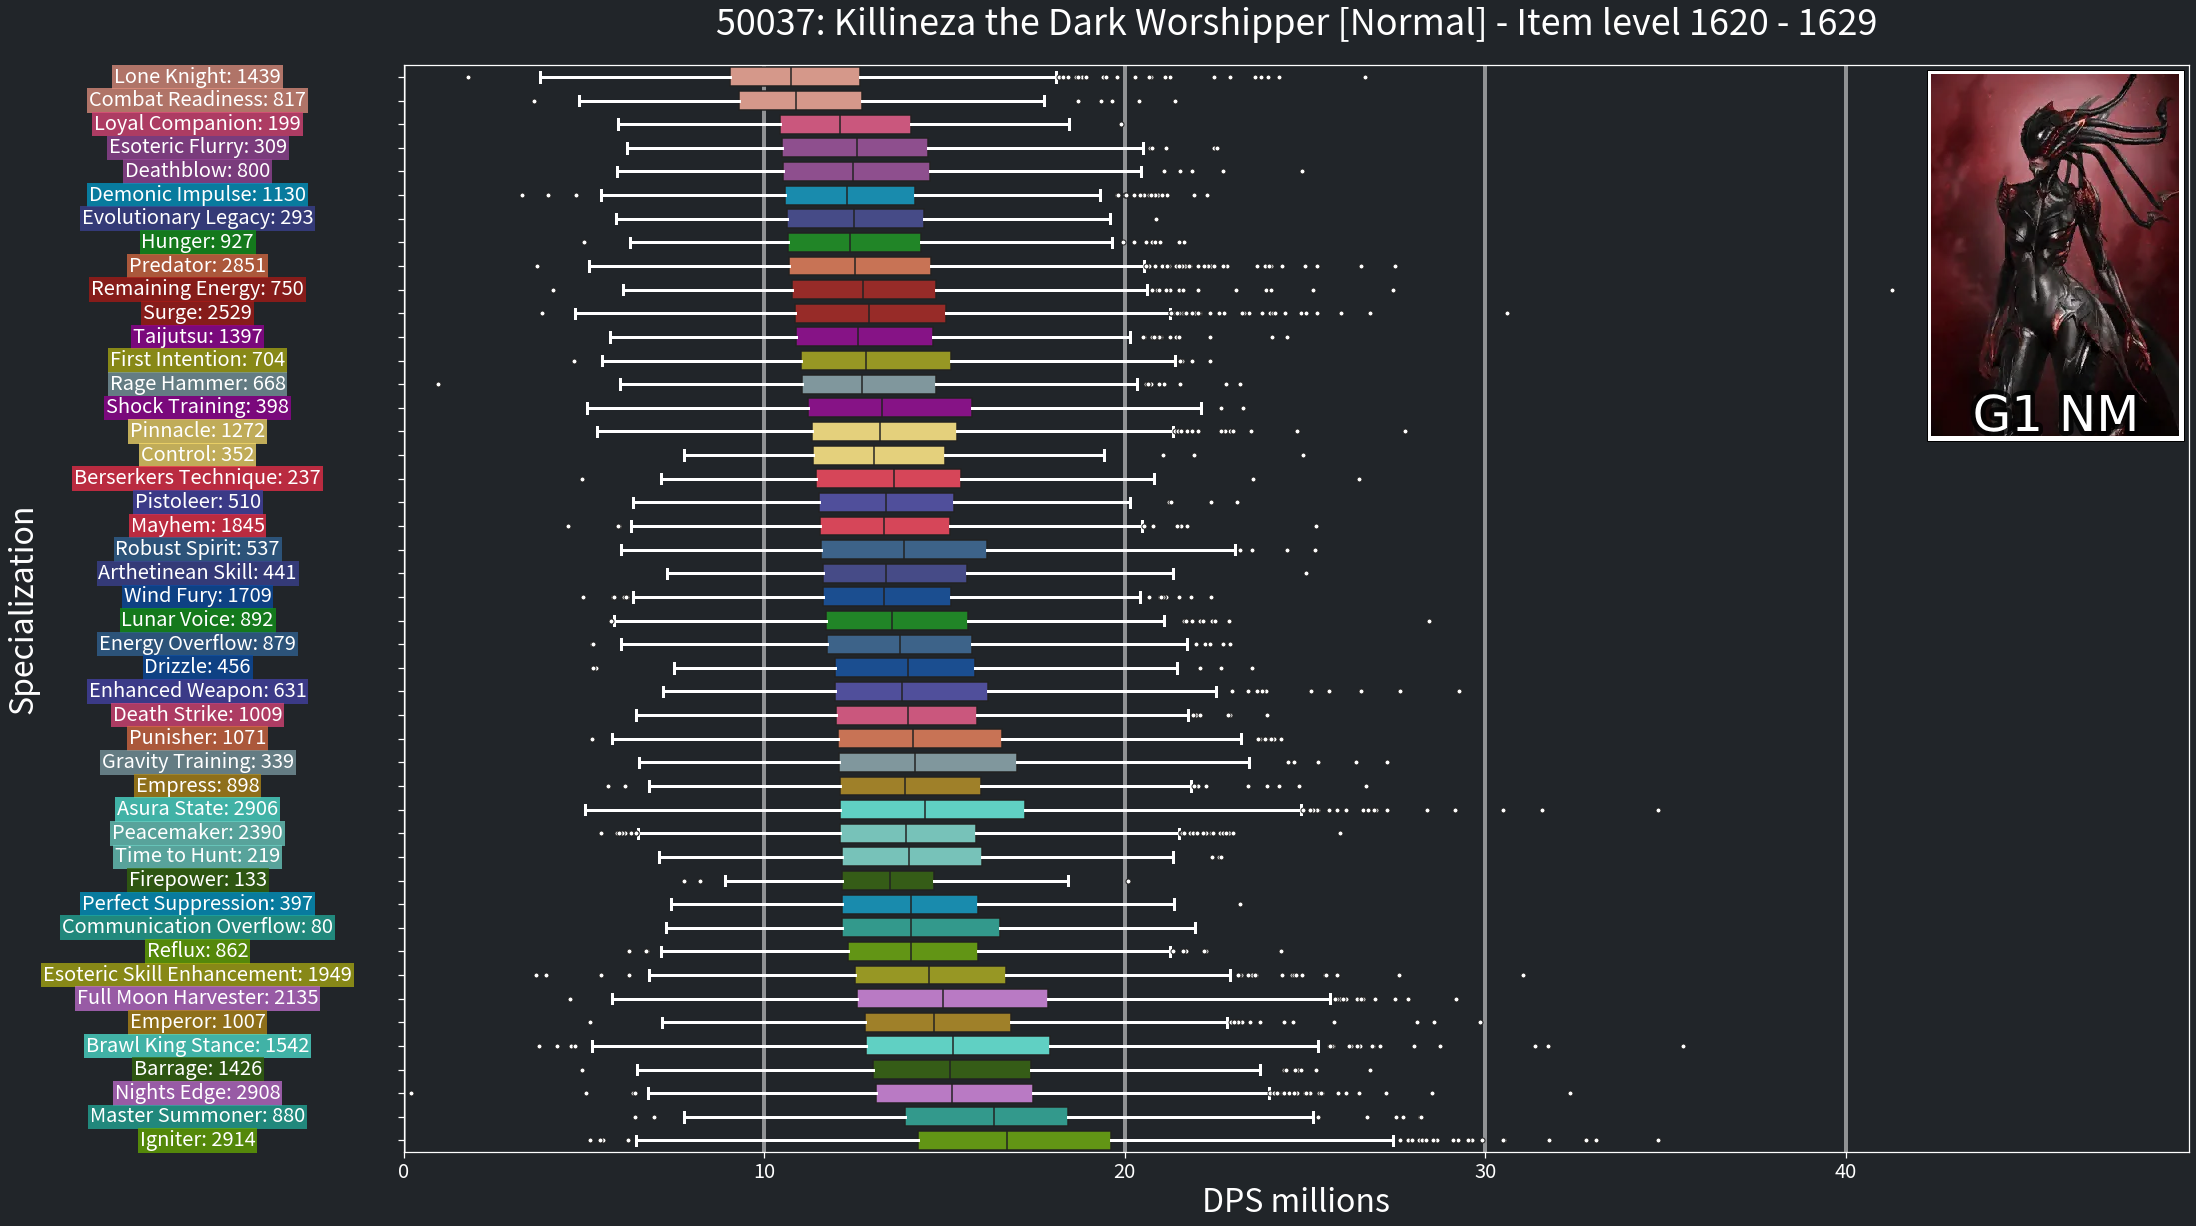 50037: Killineza the Dark Worshipper [Normal] - Item level 1620 - 1629
Lone Knight: 1439
Combat Readiness: 817
Loyal Companion: 199
Esoteric Flurry: 309
Deathblow: 800
Demonic Impulse: 1130
Evolutionary Legacy: 293
Hunger: 927
Predator: 2851
Remaining Energy: 750
Surge: 2529
Taijutsu: 1397
First Intention: 704
Rage Hammer: 668
Shock Training: 398
Pinnacle: 1272
Control: 352
Berserkers Technique: 237
Pistoleer: 510
Mayhem: 1845
Robust Spirit: 537
Arthetinean Skill: 441
Wind Fury: 1709
Lunar Voice: 892
Energy Overflow: 879
Drizzle: 456
Enhanced Weapon: 631
Death Strike: 1009
Punisher: 1071
Gravity Training: 339
Empress: 898
Asura State: 2906
Peacemaker: 2390
Time to Hunt: 219
Firepower: 133
Perfect Suppression: 397
Communication Overflow: 80
Reflux: 862
Esoteric Skill Enhancement: 1949
Full Moon Harvester: 2135
Emperor: 1007
Brawl King Stance: 1542
Barrage: 1426
Nights Edge: 2908
Master Summoner: 880
Igniter: 2914
Specialization
G1 NM
0 10 20 30 40
DPS millions